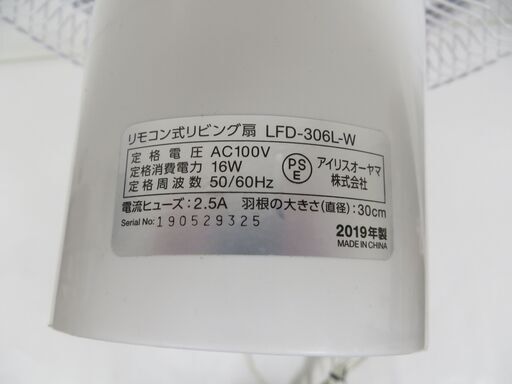 リモコン式リビング扇 LFD-306L-W
定格電圧 AC100V
定格消費電力 16W
定格周波数 50/60Hz
PS
E
アイリスオーヤマ
株式会社
電流ヒューズ:2.5A 羽根の大きさ(直径):30cm
Serial No:190529325
2019年製
MADE IN CHINA